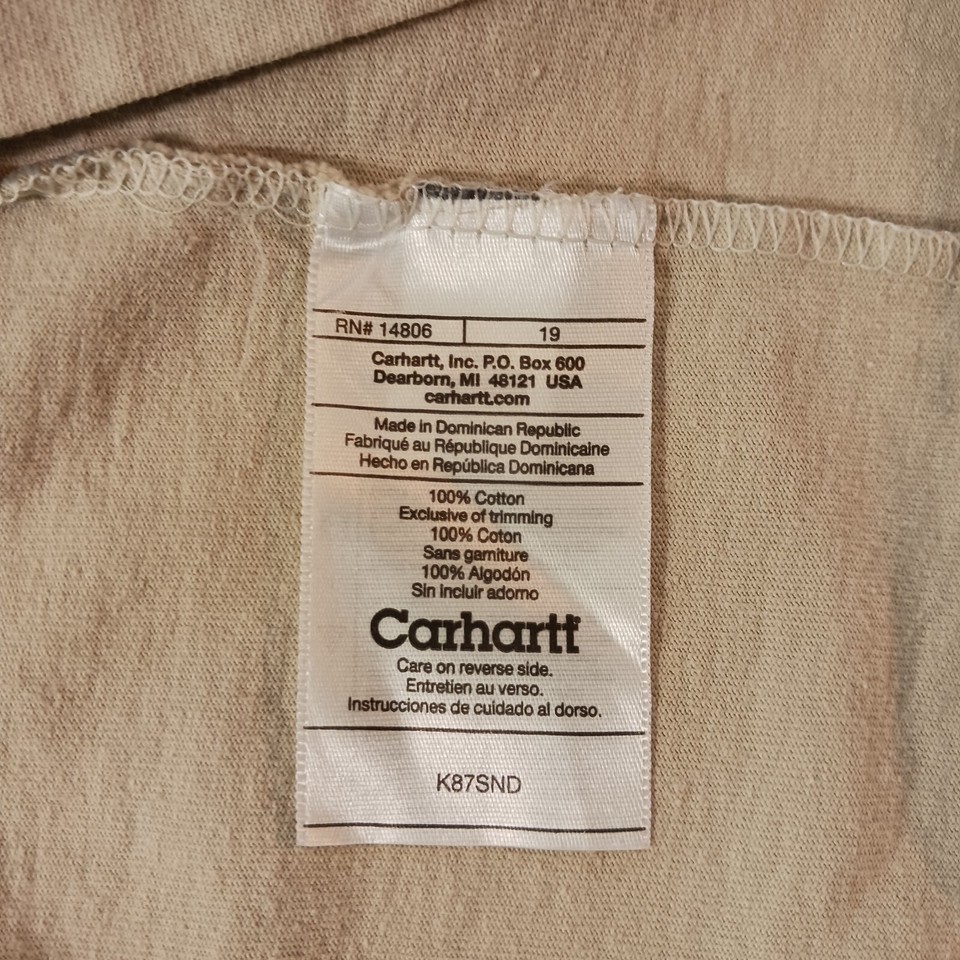 RN# 14806 19
Carhartt, Inc. P.O. Box 600
Dearborn, MI 48121 USA
carhartt.com
Made in Dominican Republic
Fabriqué au République Dominicaine
Hecho en República Dominicana
100% Cotton
Exclusive of trimming
100% Coton
Sans garniture
100% Algodón
Sin incluir adorno
Carhartt
Care on reverse side.
Entretien au verso.
Instrucciones de cuidado al dorso.
K87SND